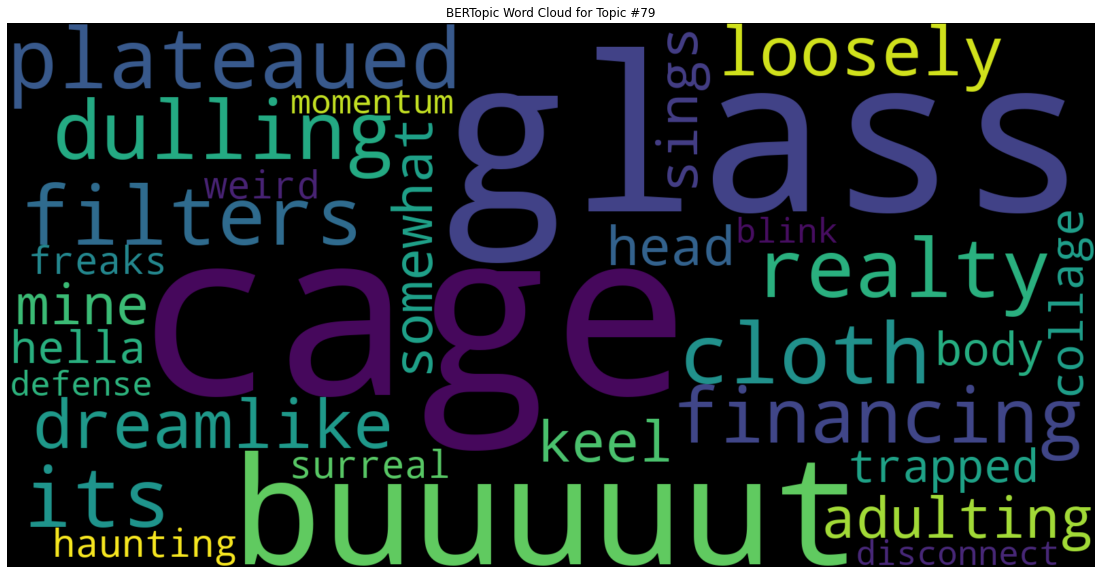 BERTopic Word Cloud for Topic #79
plateaued
glass
sings
loosely
dulling
momentum
somewhat
weird
filters
freaks
head
blink
realty
collage
cage
mine
hella
defense
cloth
body
dreamlike
financing
keel
its
surreal
buuuuut
trapped
adulting
haunting
disconnect